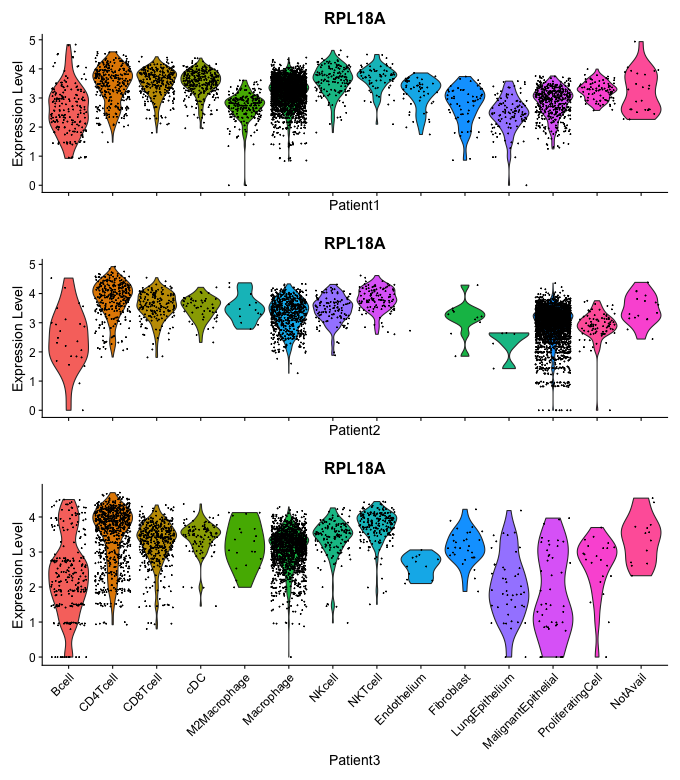 RPL18A
Expression Level
5
4
3
2
1
0
Patient1
RPL18A
Expression Level
5
4
3
2
1
0
Patient2
RPL18A
Expression Level
4
3
2
1
0
Bcell
CD4Tcell
CD8Tcell
cDC
M2Macrophage
Macrophage
NKcell
NKTcell
Endothelium
Fibroblast
LungEpithelium
MalignantEpithelial
ProliferatingCell
NotAvail
Patient3